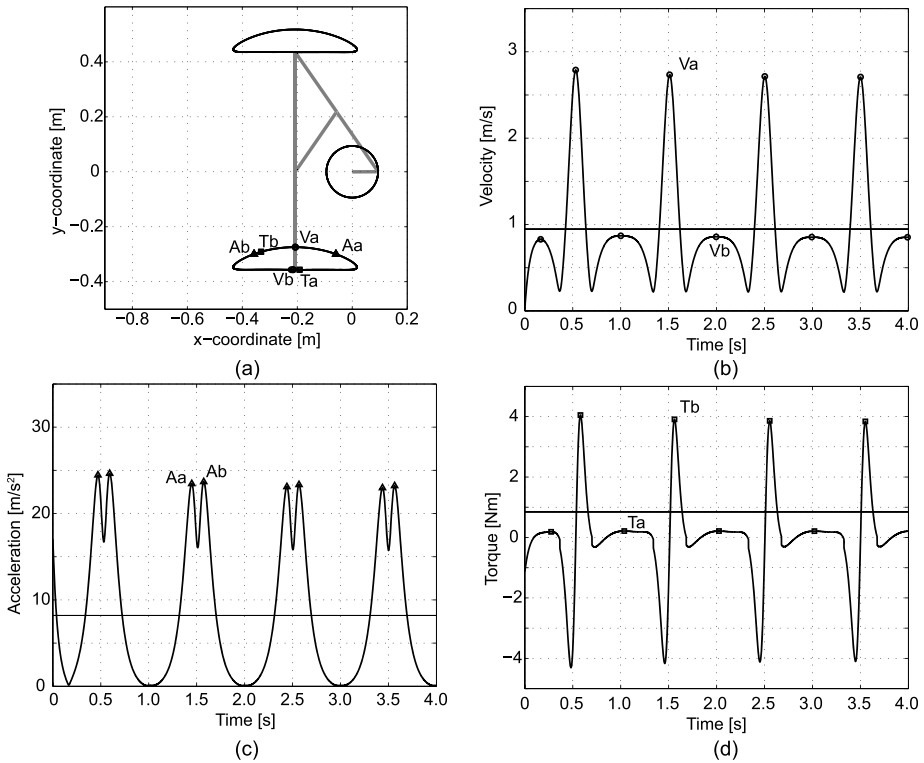 0.4
0.2
0
−0.2
−0.4
y−coordinate [m]
Ab
Tb
Va
Aa
Vb
Ta
−0.8
−0.6
−0.4
−0.2
0
0.2
x−coordinate [m]
(a)
3
2
1
0
Velocity [m/s]
Va
Vb
0
0.5
1.0
1.5
2.0
2.5
3.0
3.5
4.0
Time [s]
(b)
30
20
10
0
Acceleration [m/s²]
Aa
Ab
0
0.5
1.0
1.5
2.0
2.5
3.0
3.5
4.0
Time [s]
(c)
4
2
0
−2
−4
Torque [Nm]
Tb
Ta
0
0.5
1.0
1.5
2.0
2.5
3.0
3.5
4.0
Time [s]
(d)